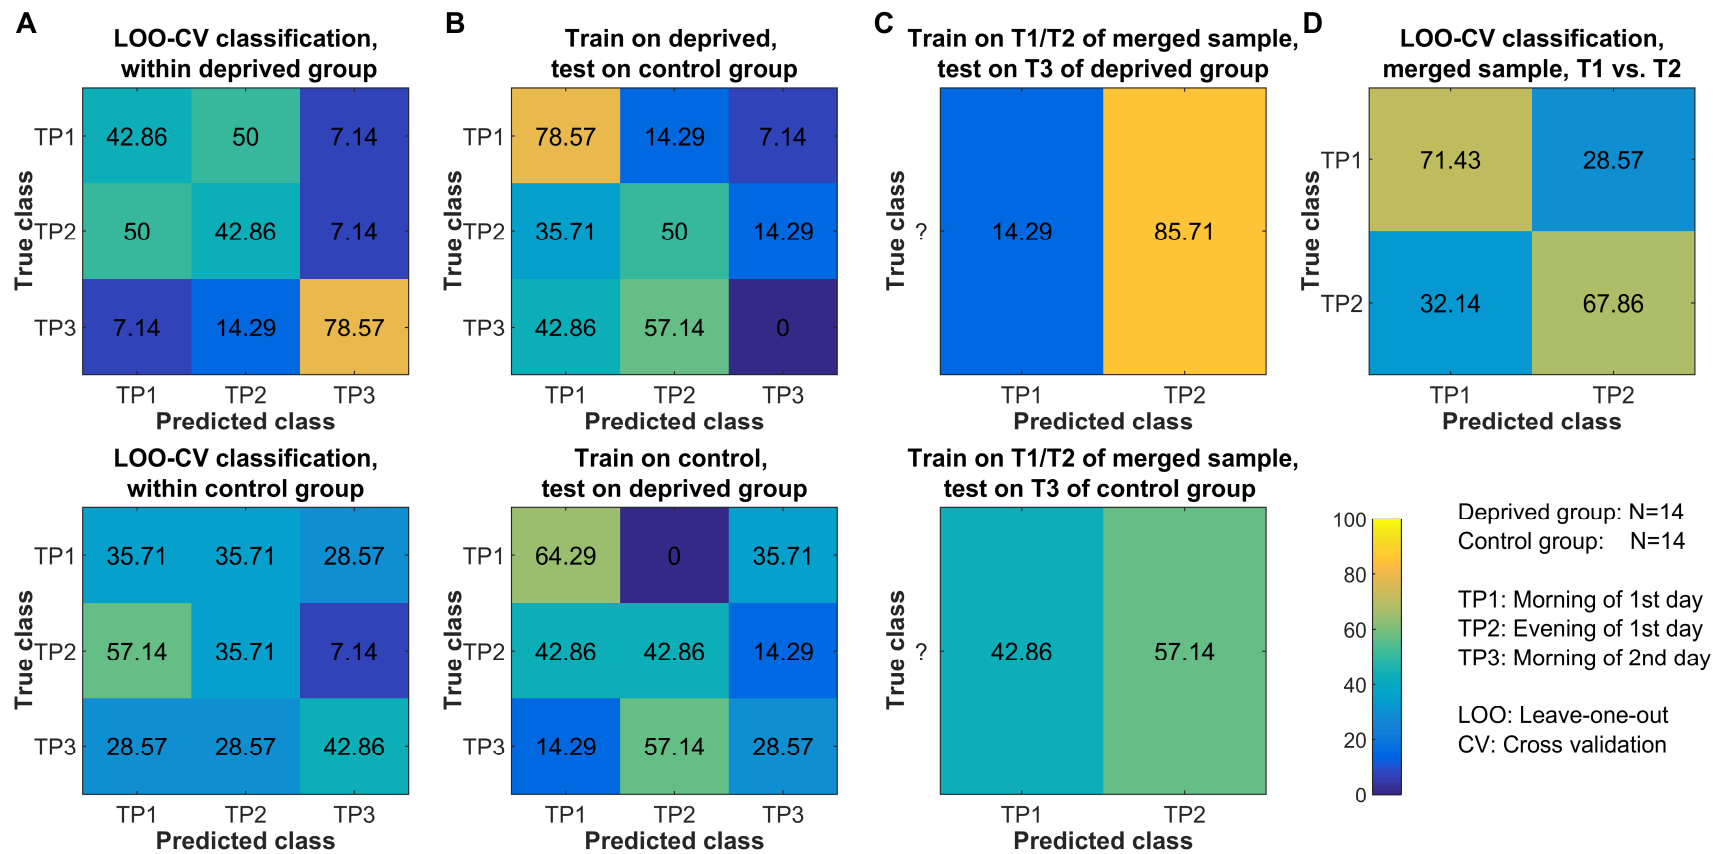 A
LOO-CV classification,
within deprived group
True class
TP1
42.86 50 7.14
TP2
50 42.86 7.14
TP3
7.14 14.29 78.57
TP1 TP2 TP3
Predicted class
B
Train on deprived,
test on control group
True class
TP1
78.57 14.29 7.14
TP2
35.71 50 14.29
TP3
42.86 57.14 0
TP1 TP2 TP3
Predicted class
C
Train on T1/T2 of merged sample,
test on T3 of deprived group
True class
?
14.29 85.71
TP1 TP2
Predicted class
D
LOO-CV classification,
merged sample, T1 vs. T2
True class
TP1
71.43 28.57
TP2
32.14 67.86
TP1 TP2
Predicted class
LOO-CV classification,
within control group
True class
TP1
35.71 35.71 28.57
TP2
57.14 35.71 7.14
TP3
28.57 28.57 42.86
TP1 TP2 TP3
Predicted class
Train on control,
test on deprived group
True class
TP1
64.29 0 35.71
TP2
42.86 42.86 14.29
TP3
14.29 57.14 28.57
TP1 TP2 TP3
Predicted class
Train on T1/T2 of merged sample,
test on T3 of control group
True class
?
42.86 57.14
TP1 TP2
Predicted class
100
80
60
40
20
0
Deprived group: N=14
Control group: N=14
TP1: Morning of 1st day
TP2: Evening of 1st day
TP3: Morning of 2nd day
LOO: Leave-one-out
CV: Cross validation